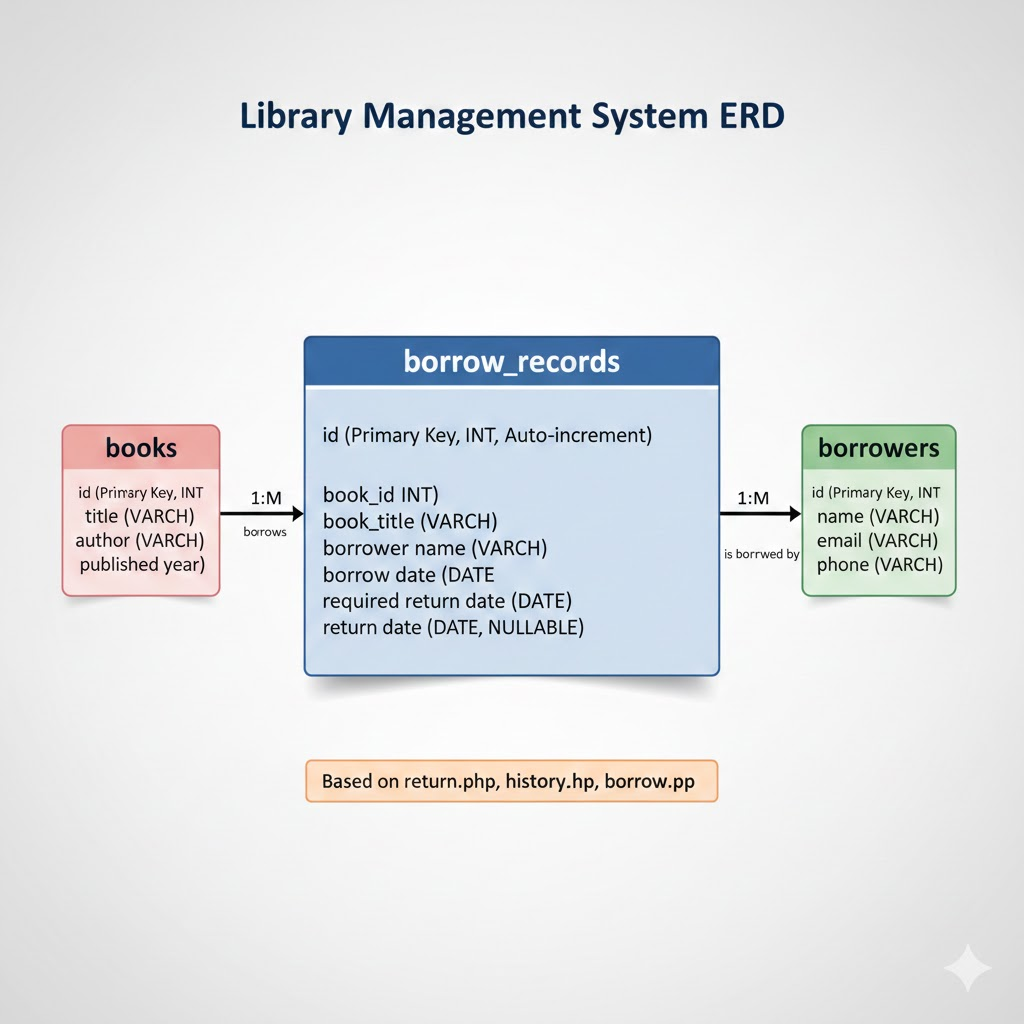 Library Management System ERD
books
id (Primary Key, INT
title (VARCH)
author (VARCH)
published year)
1:M
borrows
borrow_records
id (Primary Key, INT, Auto-increment)
book_id INT)
book_title (VARCH)
borrower name (VARCH)
borrow date (DATE
required return date (DATE)
return date (DATE, NULLABLE)
1:M
is borrwed by
borrowers
id (Primary Key, INT
name (VARCH)
email (VARCH)
phone (VARCH)
Based on return.php, history.hp, borrow.pp